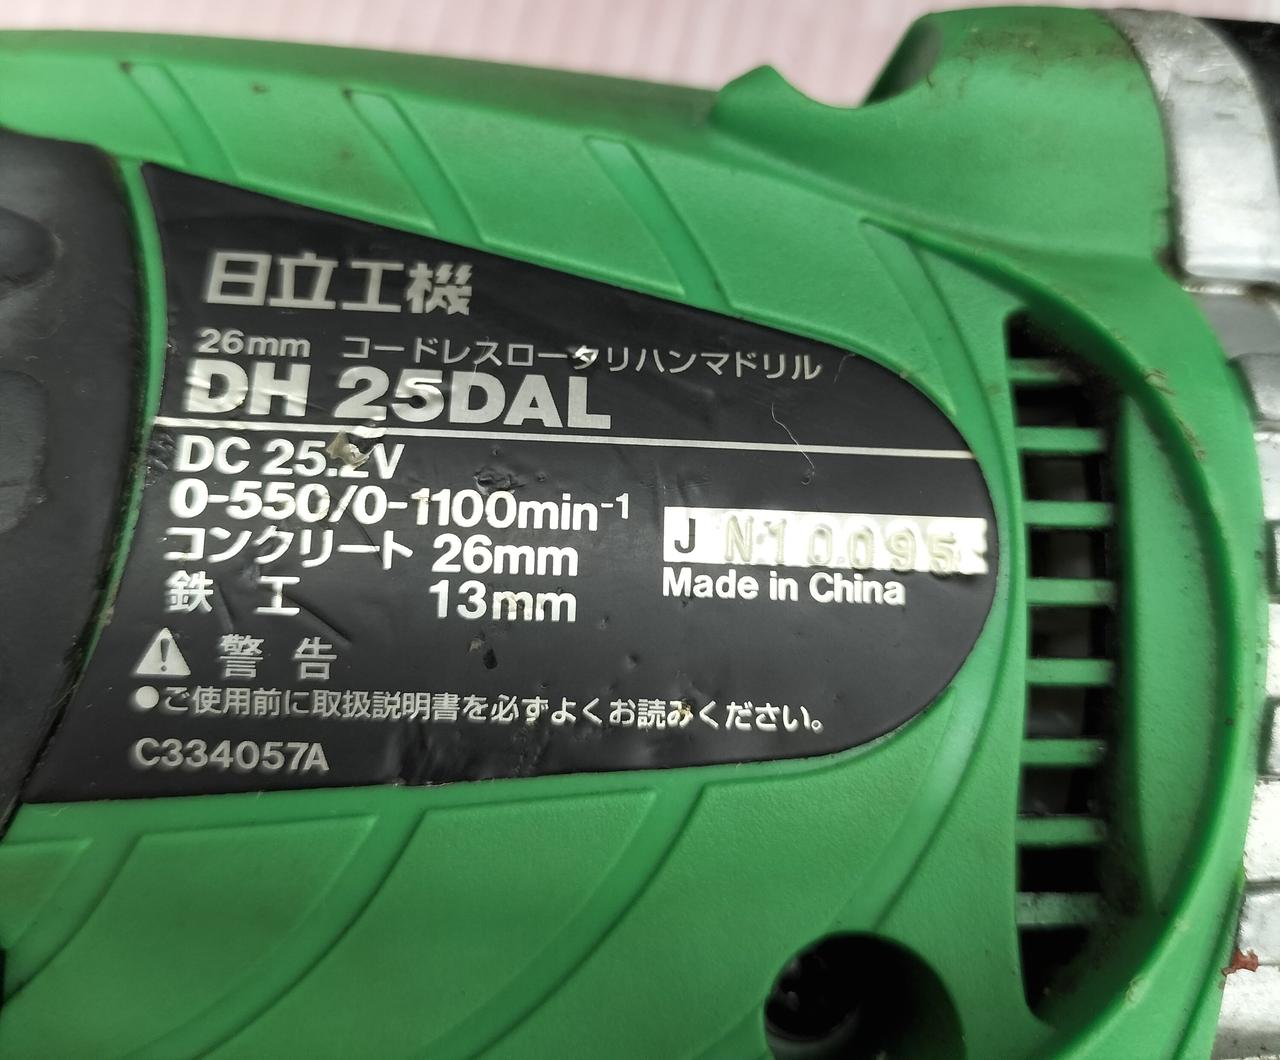 日立工機
26mm コードレスロータリハンマドリル
DH 25DAL
DC 25.2V
0-550/0-1100min-1
コンクリート 26mm
鉄 工 13mm
J N10095
Made in China
⚠ 警 告
●ご使用前に取扱説明書を必ずよくお読みください。
C334057A